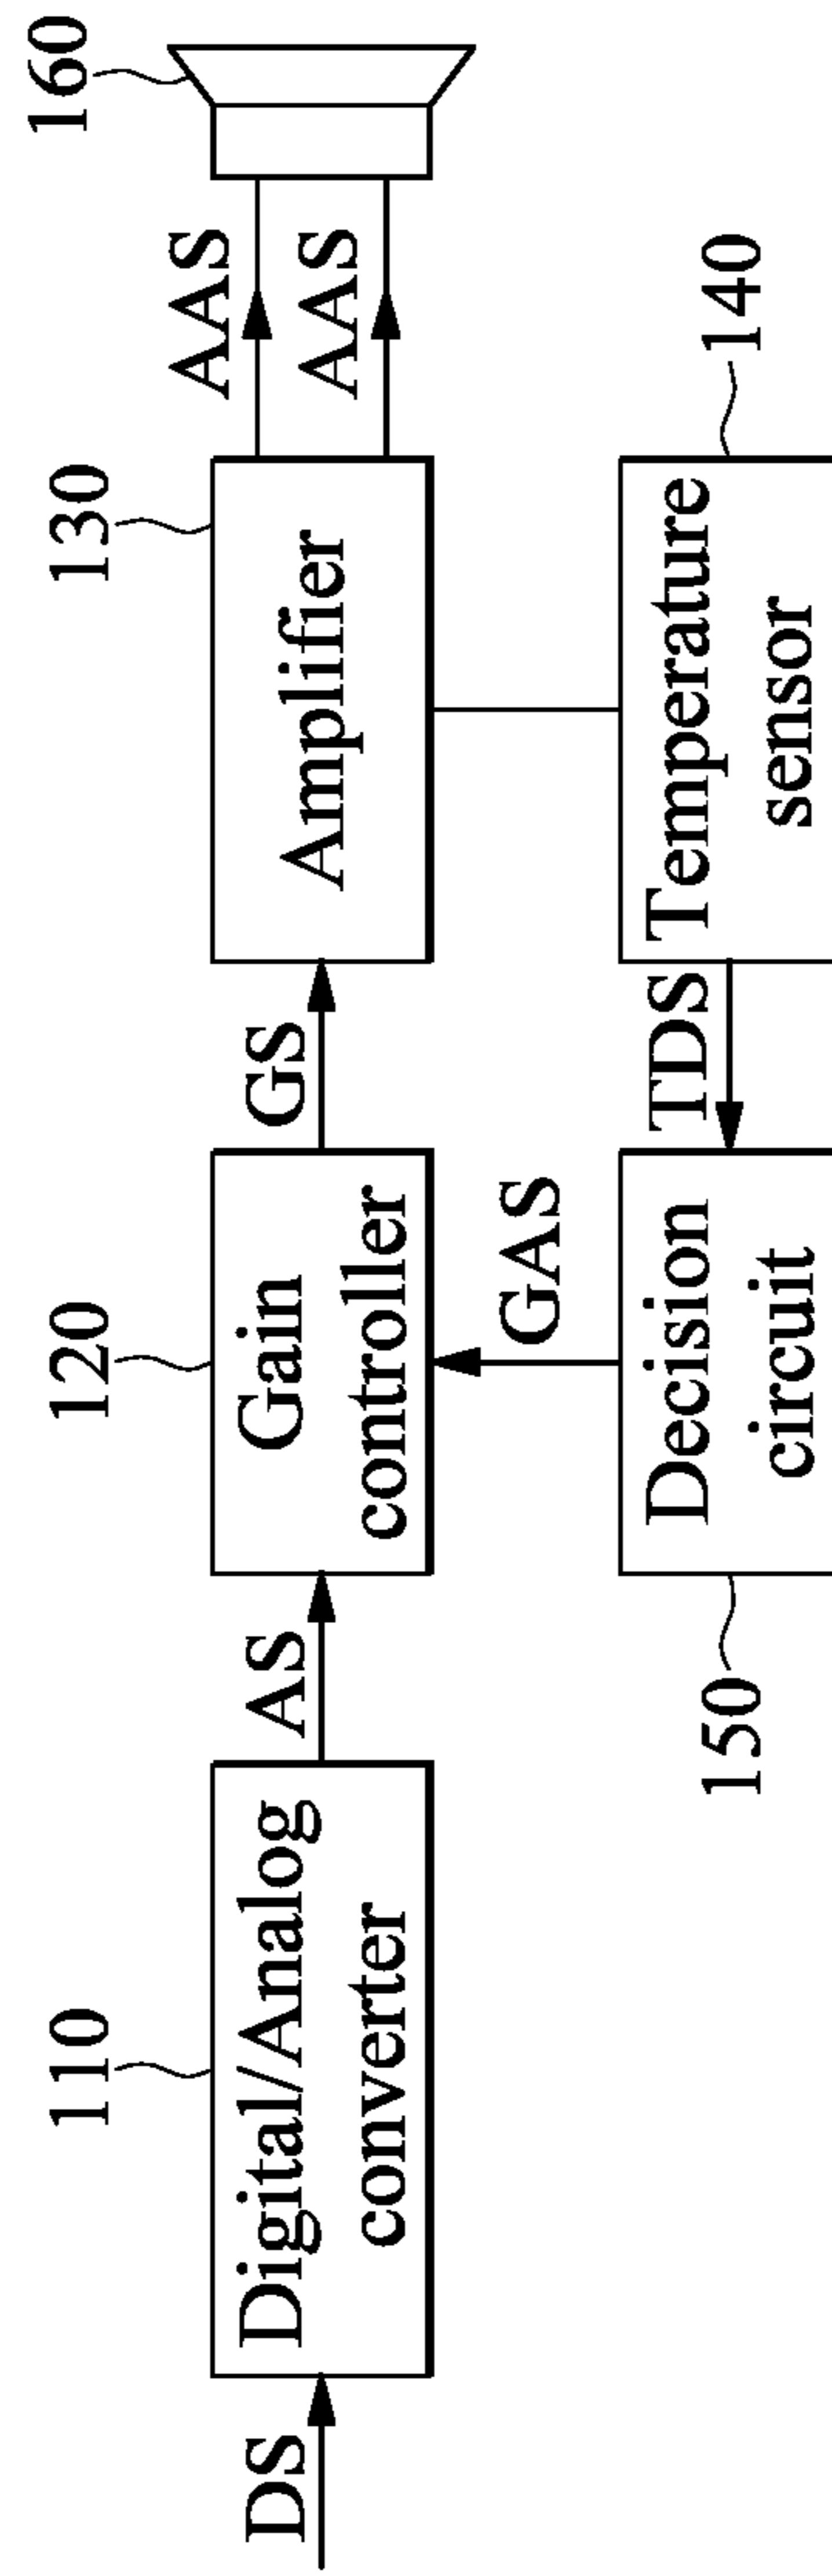 110
120
130
160
DS
Digital/Analog
converter
AS
Gain
controller
GS
Amplifier
AAS
AAS
GAS
TDS
150
Decision
circuit
Temperature
sensor
140